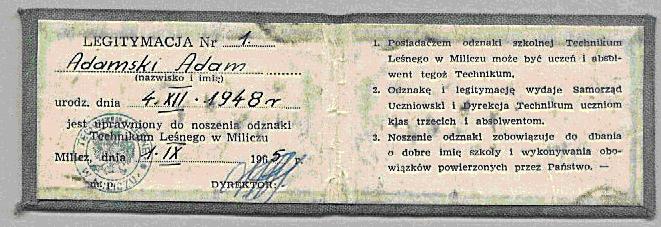 LEGITYMACJA Nr 1
Adamski Adam
(nazwisko i imię)
urodz. dnia 4.XII.1948 r
jest uprawniony do noszenia odznaki
Technikum Leśnego w Miliczu
Milicz, dnia 1.IX 1965
m.p. DYREKTOR:
1. Posiadaczem odznaki szkolnej Technikum
Leśnego w Miliczu może być uczeń i absol-
went tegoż Technikum.
2. Odznakę i legitymację wydaje Samorząd
Uczniowski i Dyrekcja Technikum uczniom
klas trzecich i absolwentom.
3. Noszenie odznaki zobowiązuje do dbania
o dobre imię szkoły i wykonywania obo-
wiązków powierzonych przez Państwo. —